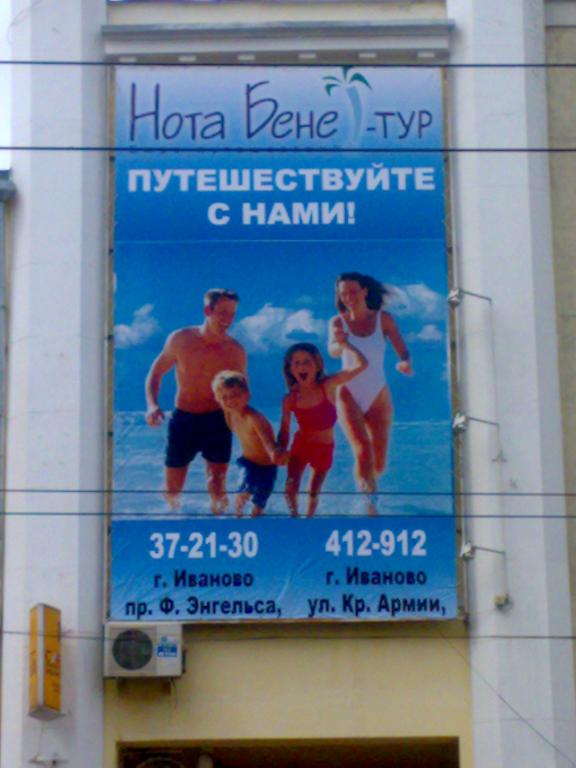 Нота Бене -ТУР
ПУТЕШЕСТВУЙТЕ
С НАМИ!
37-21-30 412-912
г. Иваново г. Иваново
пр. Ф. Энгельса, ул. Кр. Армии,